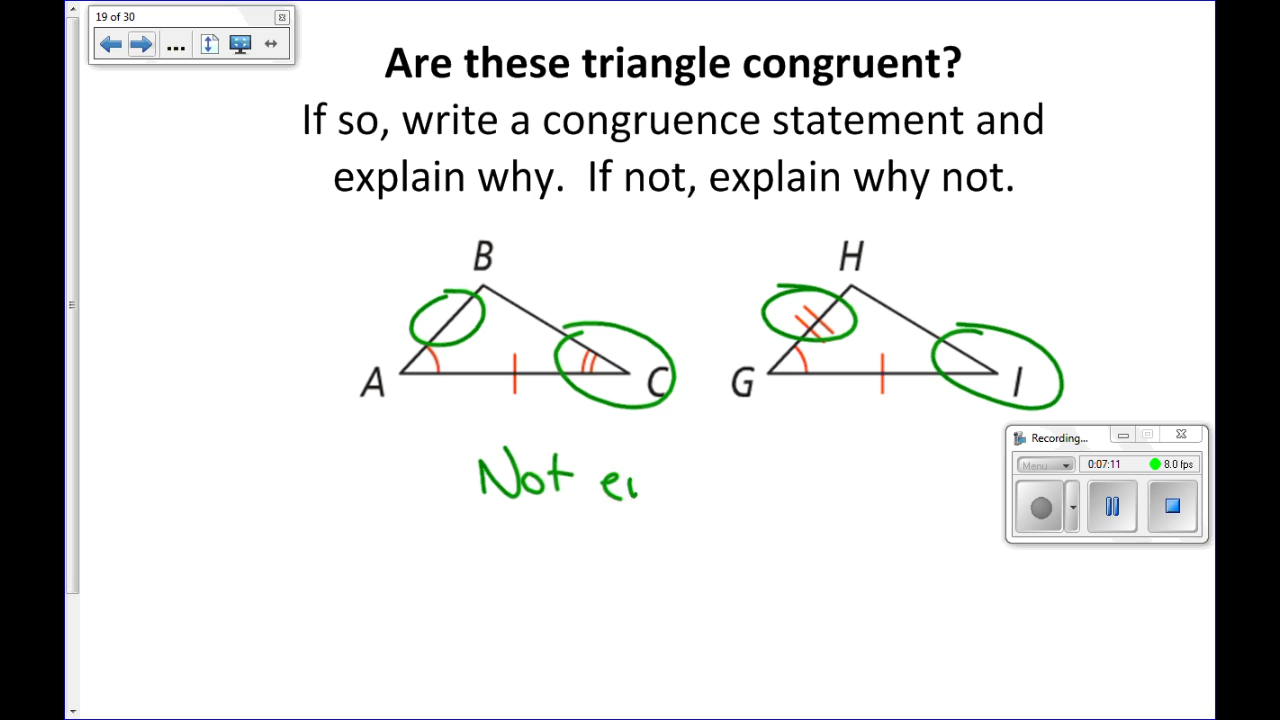 19 of 30
...
Are these triangle congruent?
If so, write a congruence statement and
explain why. If not, explain why not.
B
H
A
C
G
I
Not
Recording...
Menu
0:07:11
8.0 fps